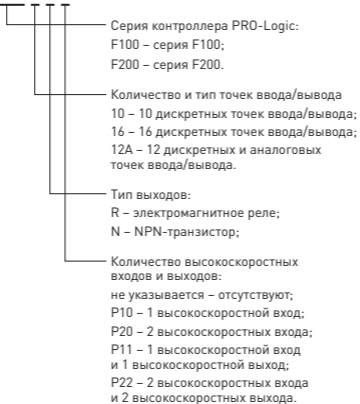 Серия контроллера PRO-Logic:
F100 – серия F100;
F200 – серия F200.
Количество и тип точек ввода/вывода
10 – 10 дискретных точек ввода/вывода;
16 – 16 дискретных точек ввода/вывода;
12A – 12 дискретных и аналоговых
точек ввода/вывода.
Тип выходов:
R – электромагнитное реле;
N – NPN-транзистор;
Количество высокоскоростных
входов и выходов:
не указывается – отсутствуют;
P10 – 1 высокоскоростной вход;
P20 – 2 высокоскоростных входа;
P11 – 1 высокоскоростной вход
и 1 высокоскоростной выход;
P22 – 2 высокоскоростных входа
и 2 высокоскоростных выхода.